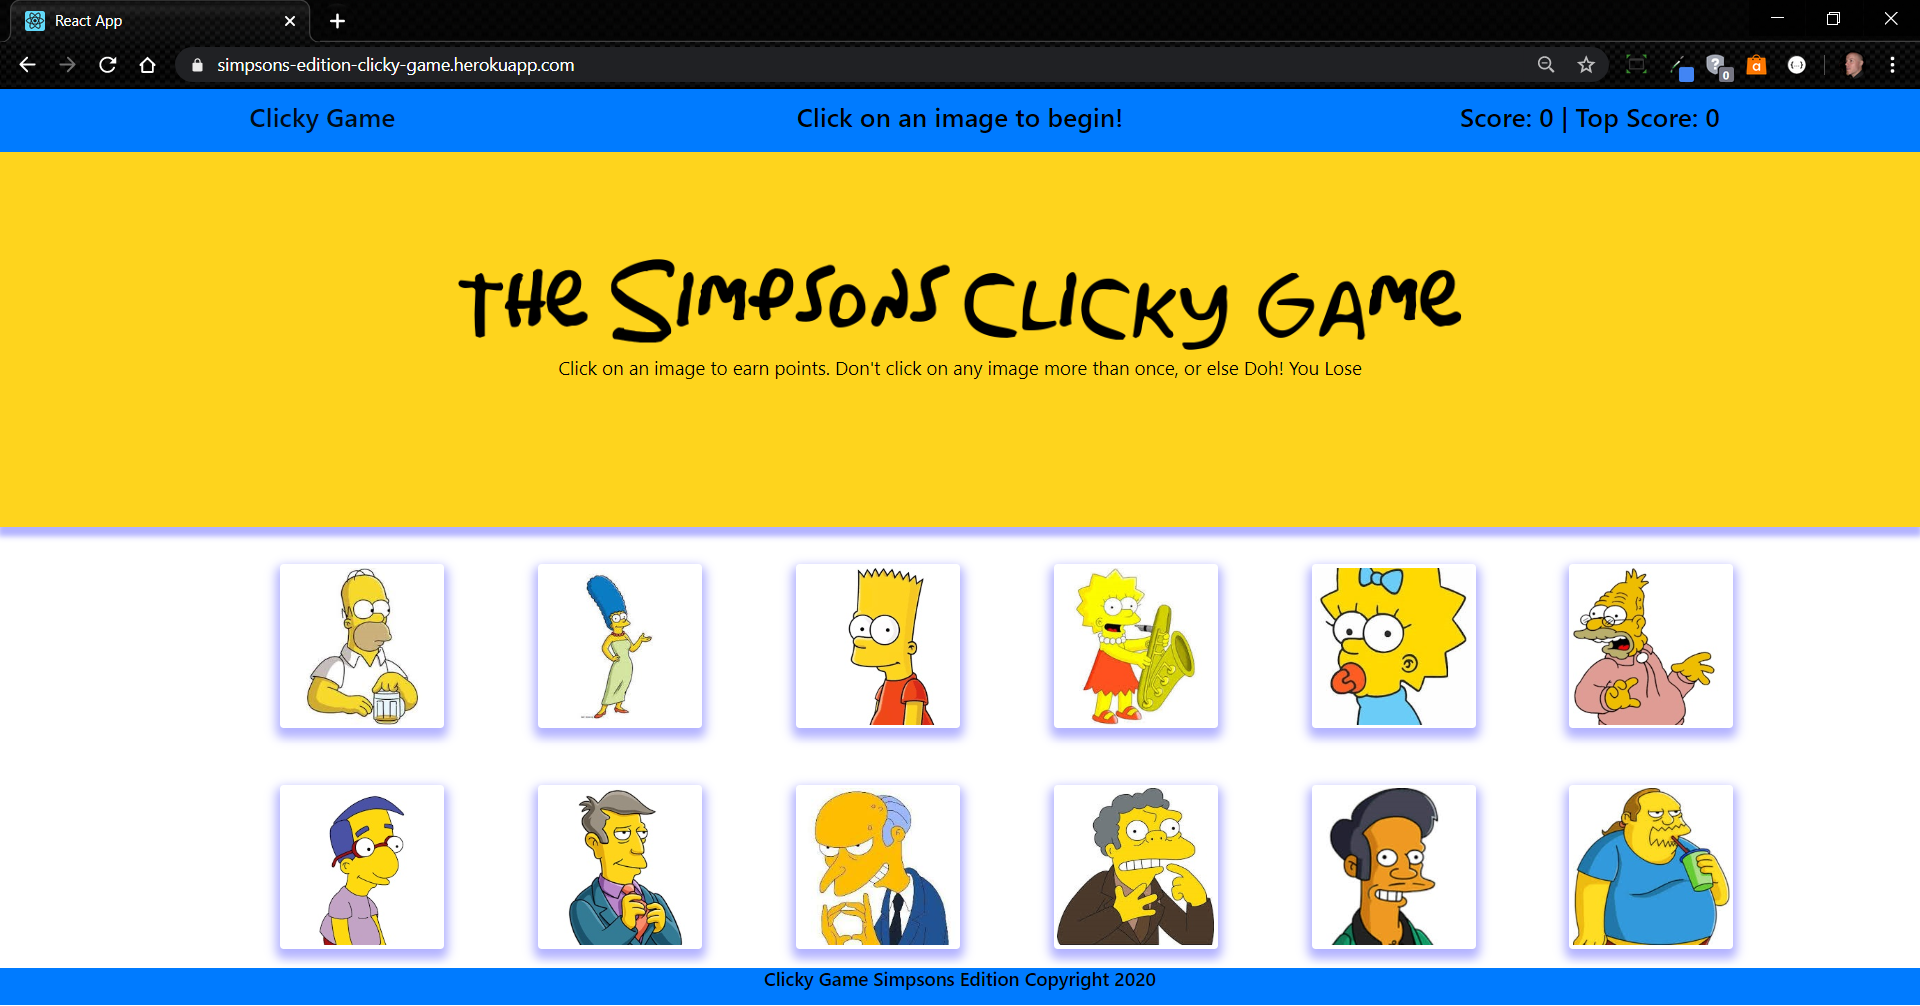 React App
simpsons-edition-clicky-game.herokuapp.com
0
Clicky Game
Click on an image to begin!
Score: 0 | Top Score: 0
THE SIMPSONS CLICKY GAME
Click on an image to earn points. Don't click on any image more than once, or else Doh! You Lose
Clicky Game Simpsons Edition Copyright 2020